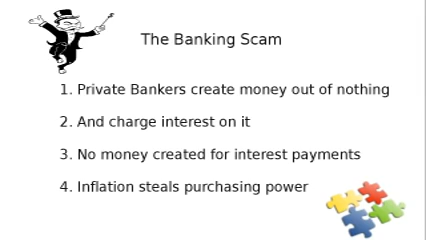 The Banking Scam
1. Private Bankers create money out of nothing
2. And charge interest on it
3. No money created for interest payments
4. Inflation steals purchasing power